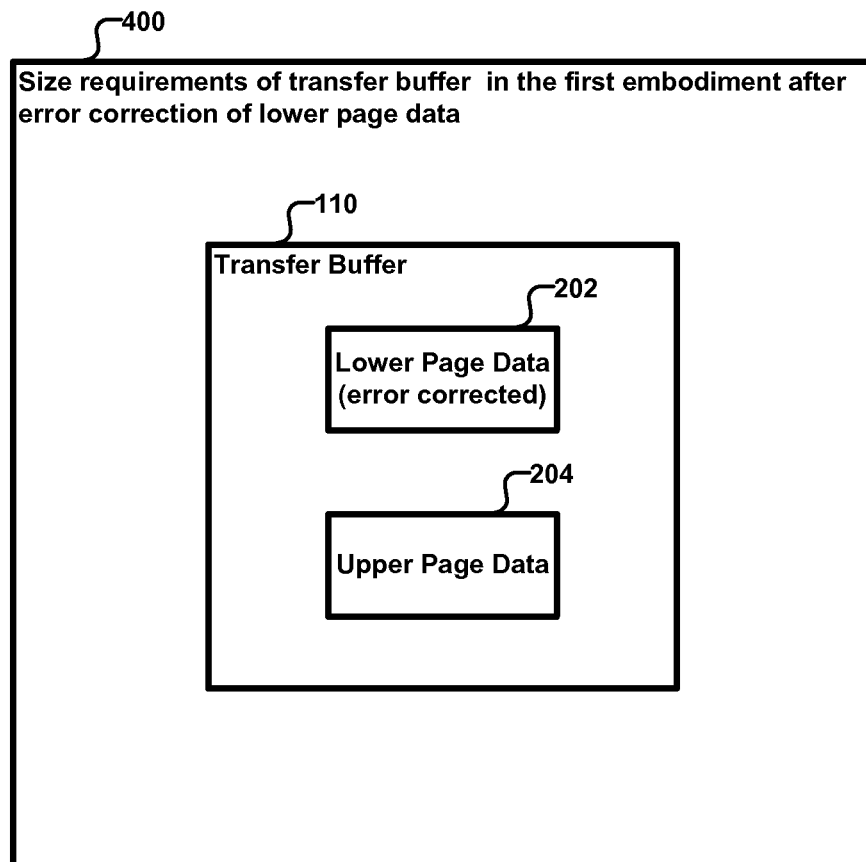 400
Size requirements of transfer buffer in the first embodiment after
error correction of lower page data
110
Transfer Buffer
202
Lower Page Data
(error corrected)
204
Upper Page Data